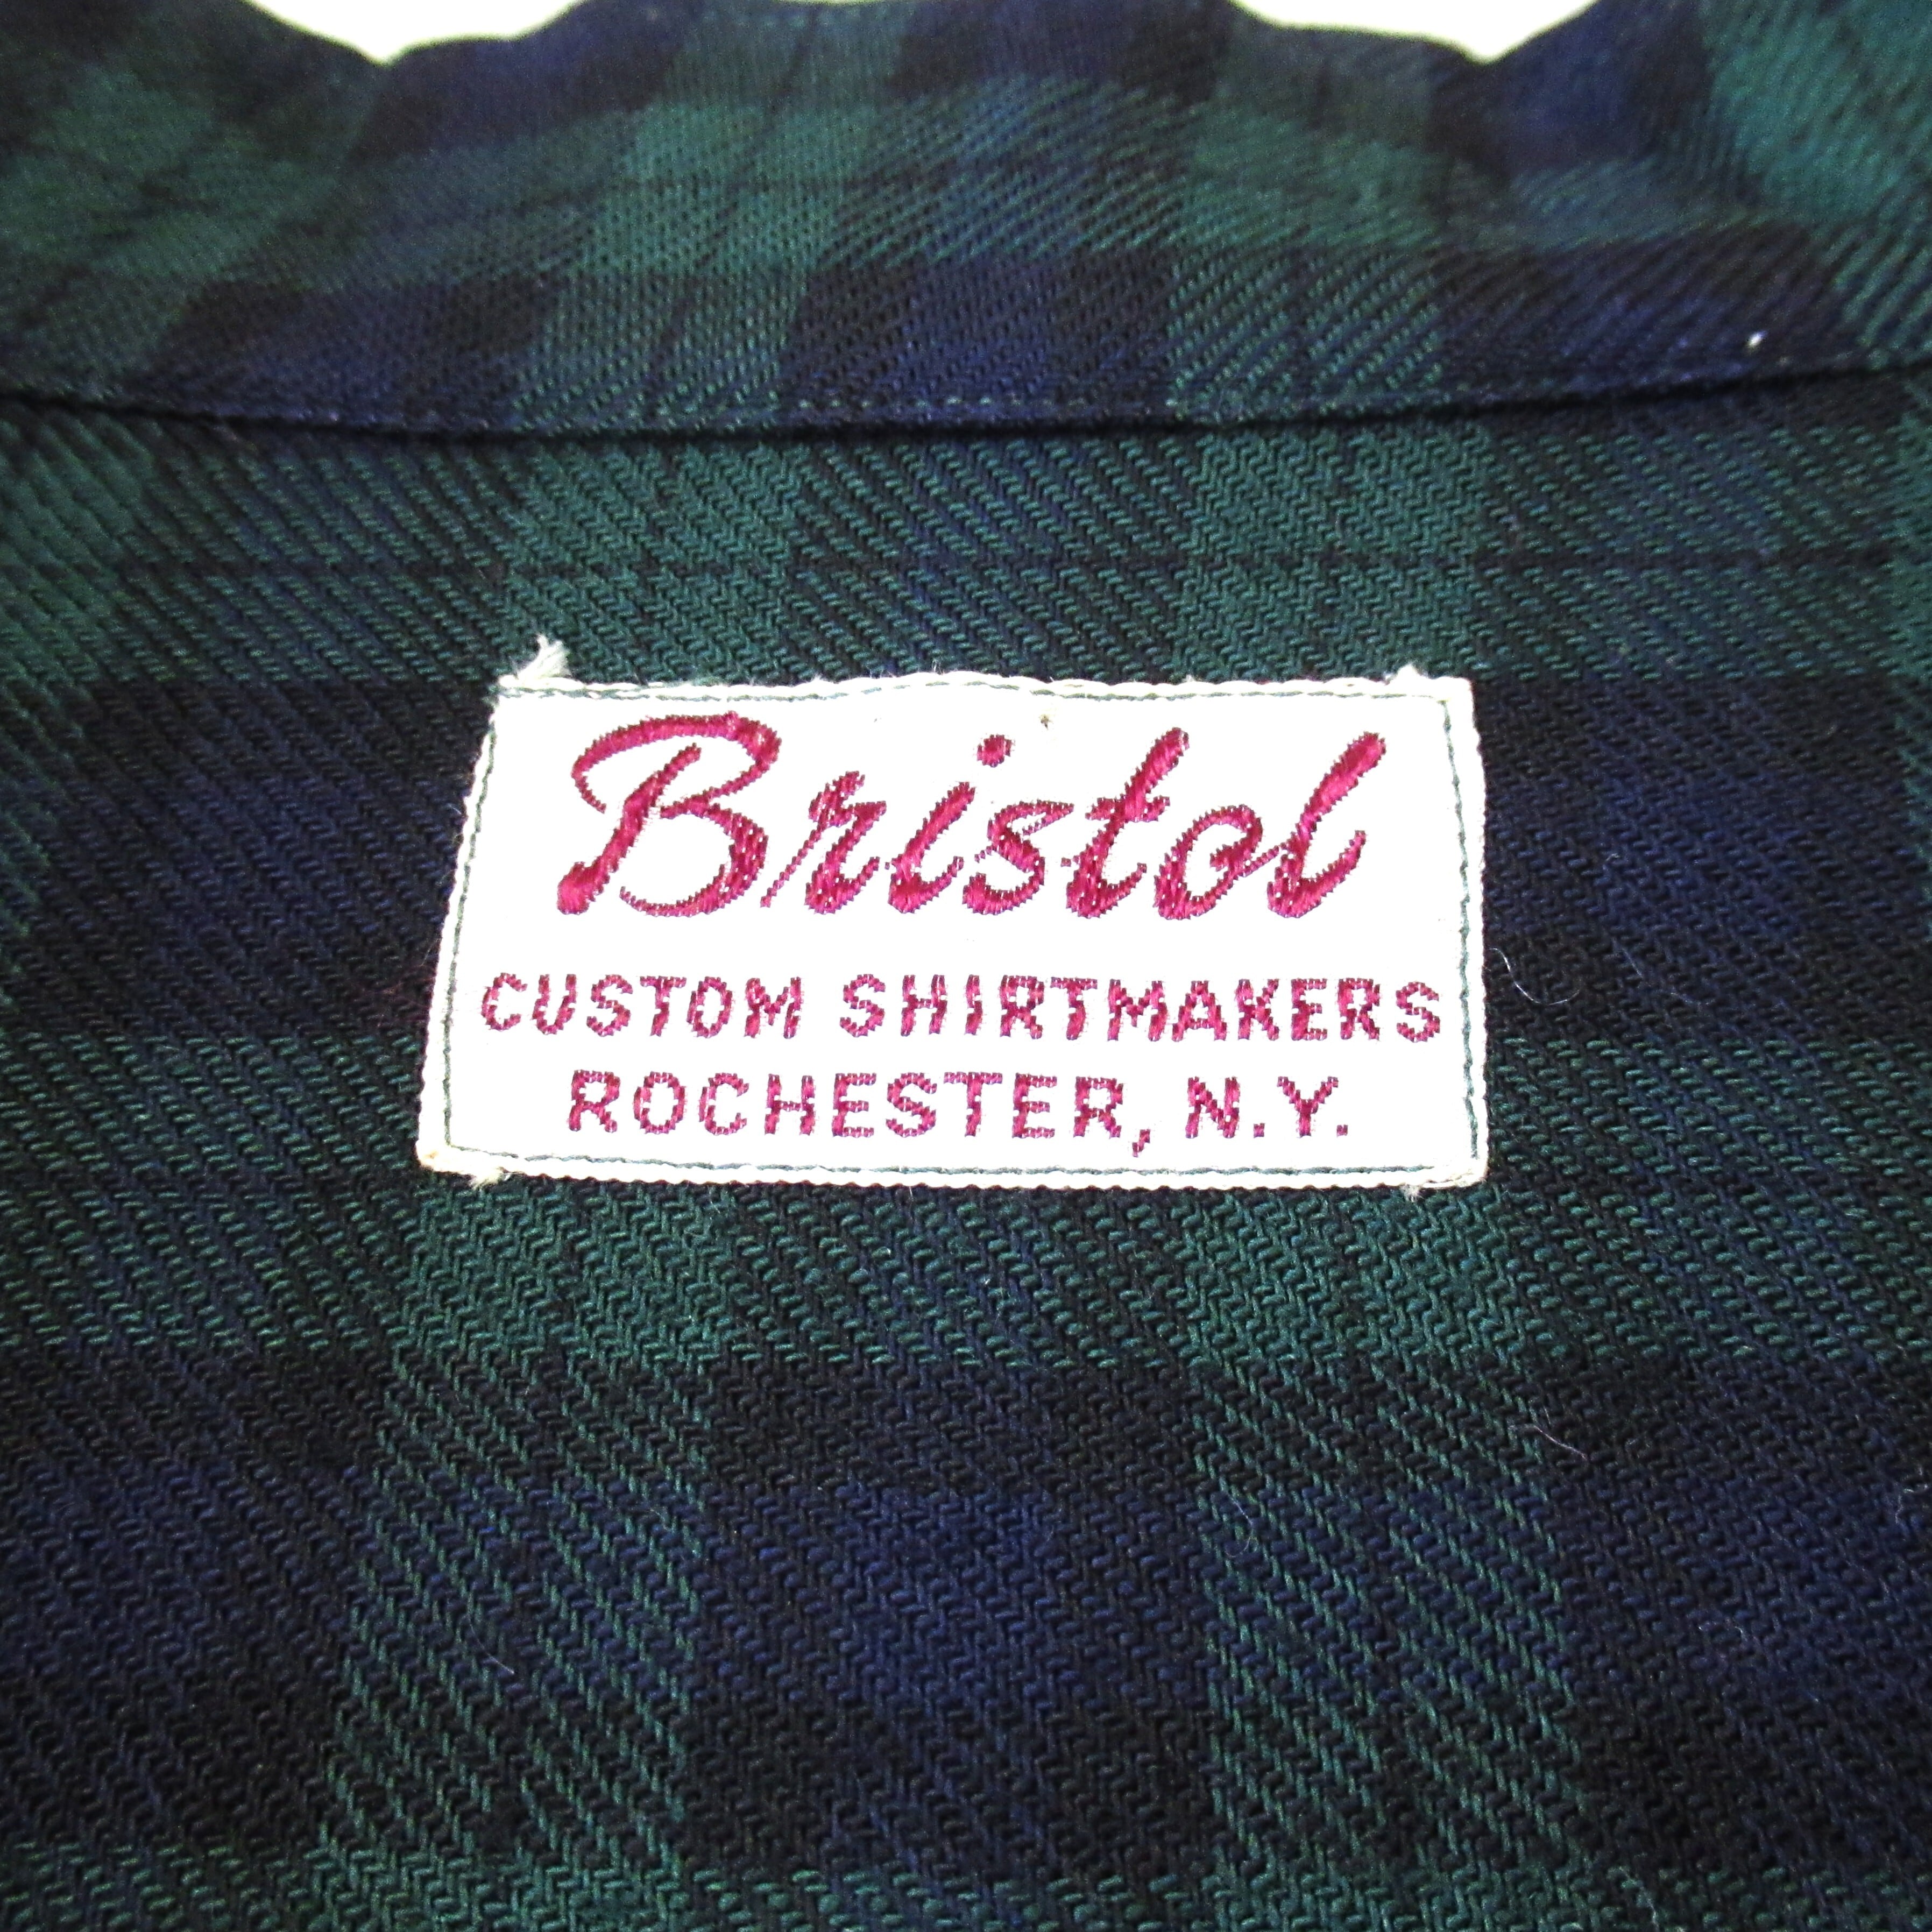 Bristol
CUSTOM SHIRTMAKERS
ROCHESTER, N.Y.